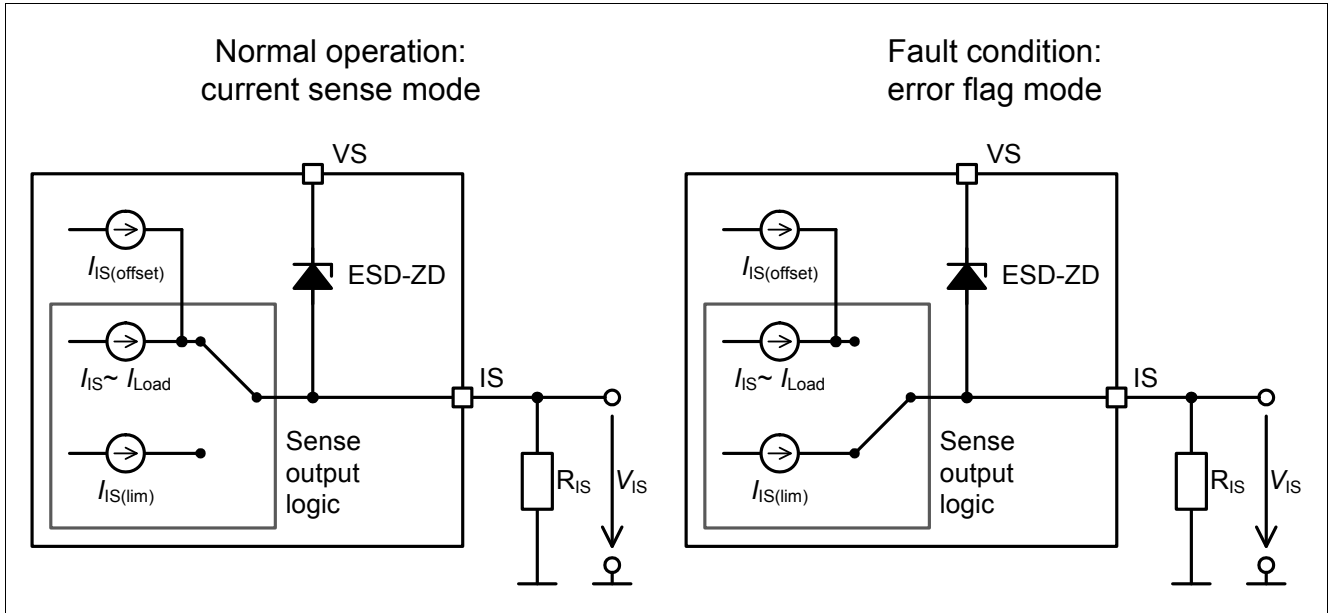 Normal operation:
current sense mode
VS
IIS(offset)
ESD-ZD
IIS~ ILoad
IS
Sense
output
logic
IIS(lim)
RIS
VIS
Fault condition:
error flag mode
VS
IIS(offset)
ESD-ZD
IIS~ ILoad
IS
Sense
output
logic
IIS(lim)
RIS
VIS